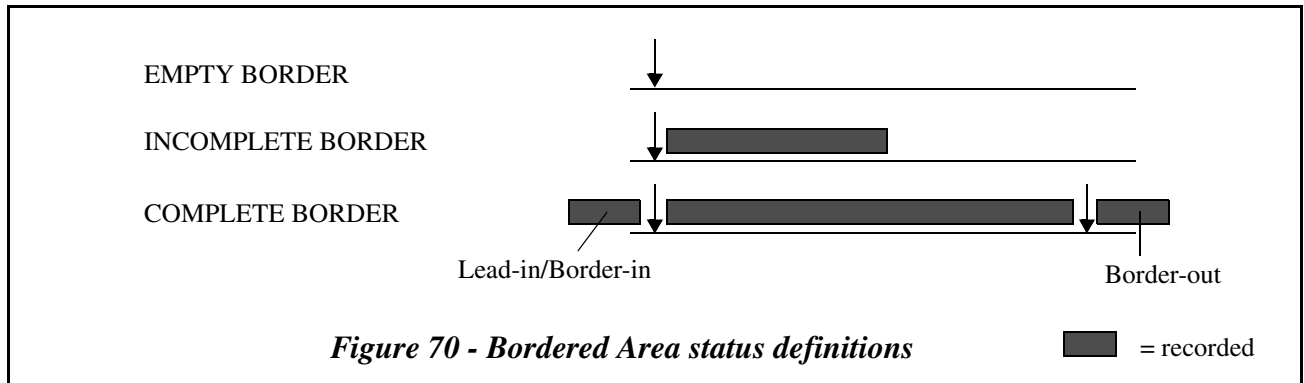 EMPTY BORDER
INCOMPLETE BORDER
COMPLETE BORDER
Lead-in/Border-in
Border-out
Figure 70 - Bordered Area status definitions
= recorded